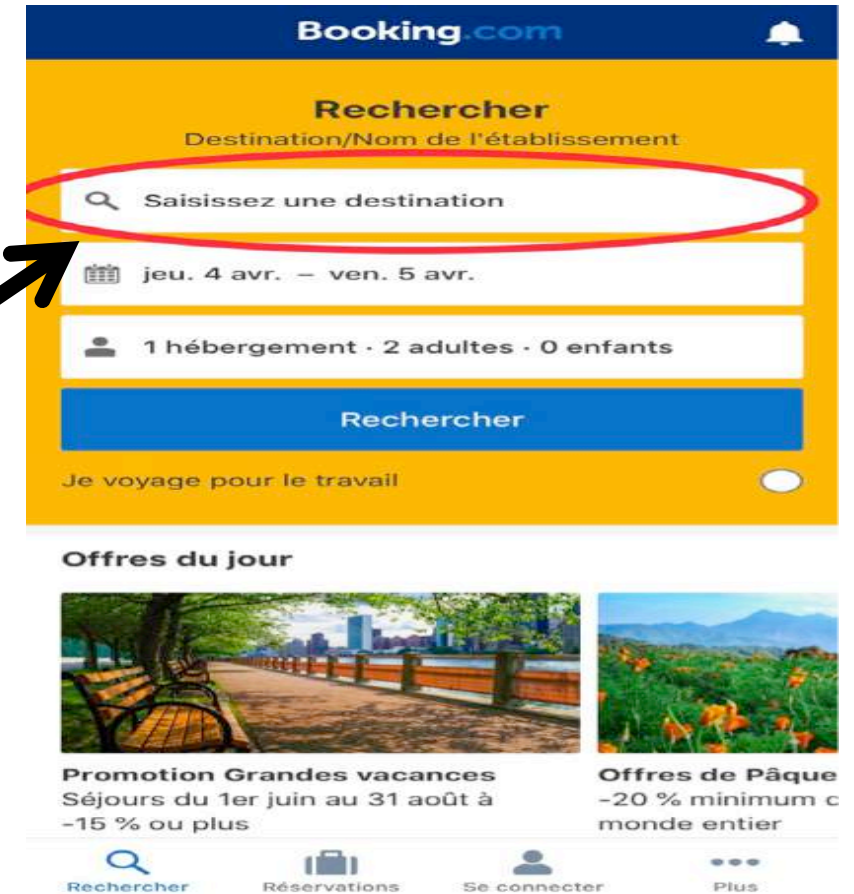 Booking.com
Rechercher
Destination/Nom de l'établissement
Saisissez une destination
jeu. 4 avr. – ven. 5 avr.
1 hébergement · 2 adultes · 0 enfants
Rechercher
Je voyage pour le travail
Offres du jour
Promotion Grandes vacances
Séjours du 1er juin au 31 août à
-15 % ou plus
Offres de Pâque
-20 % minimum
monde entier
Rechercher
Réservations
Se connecter
Plus